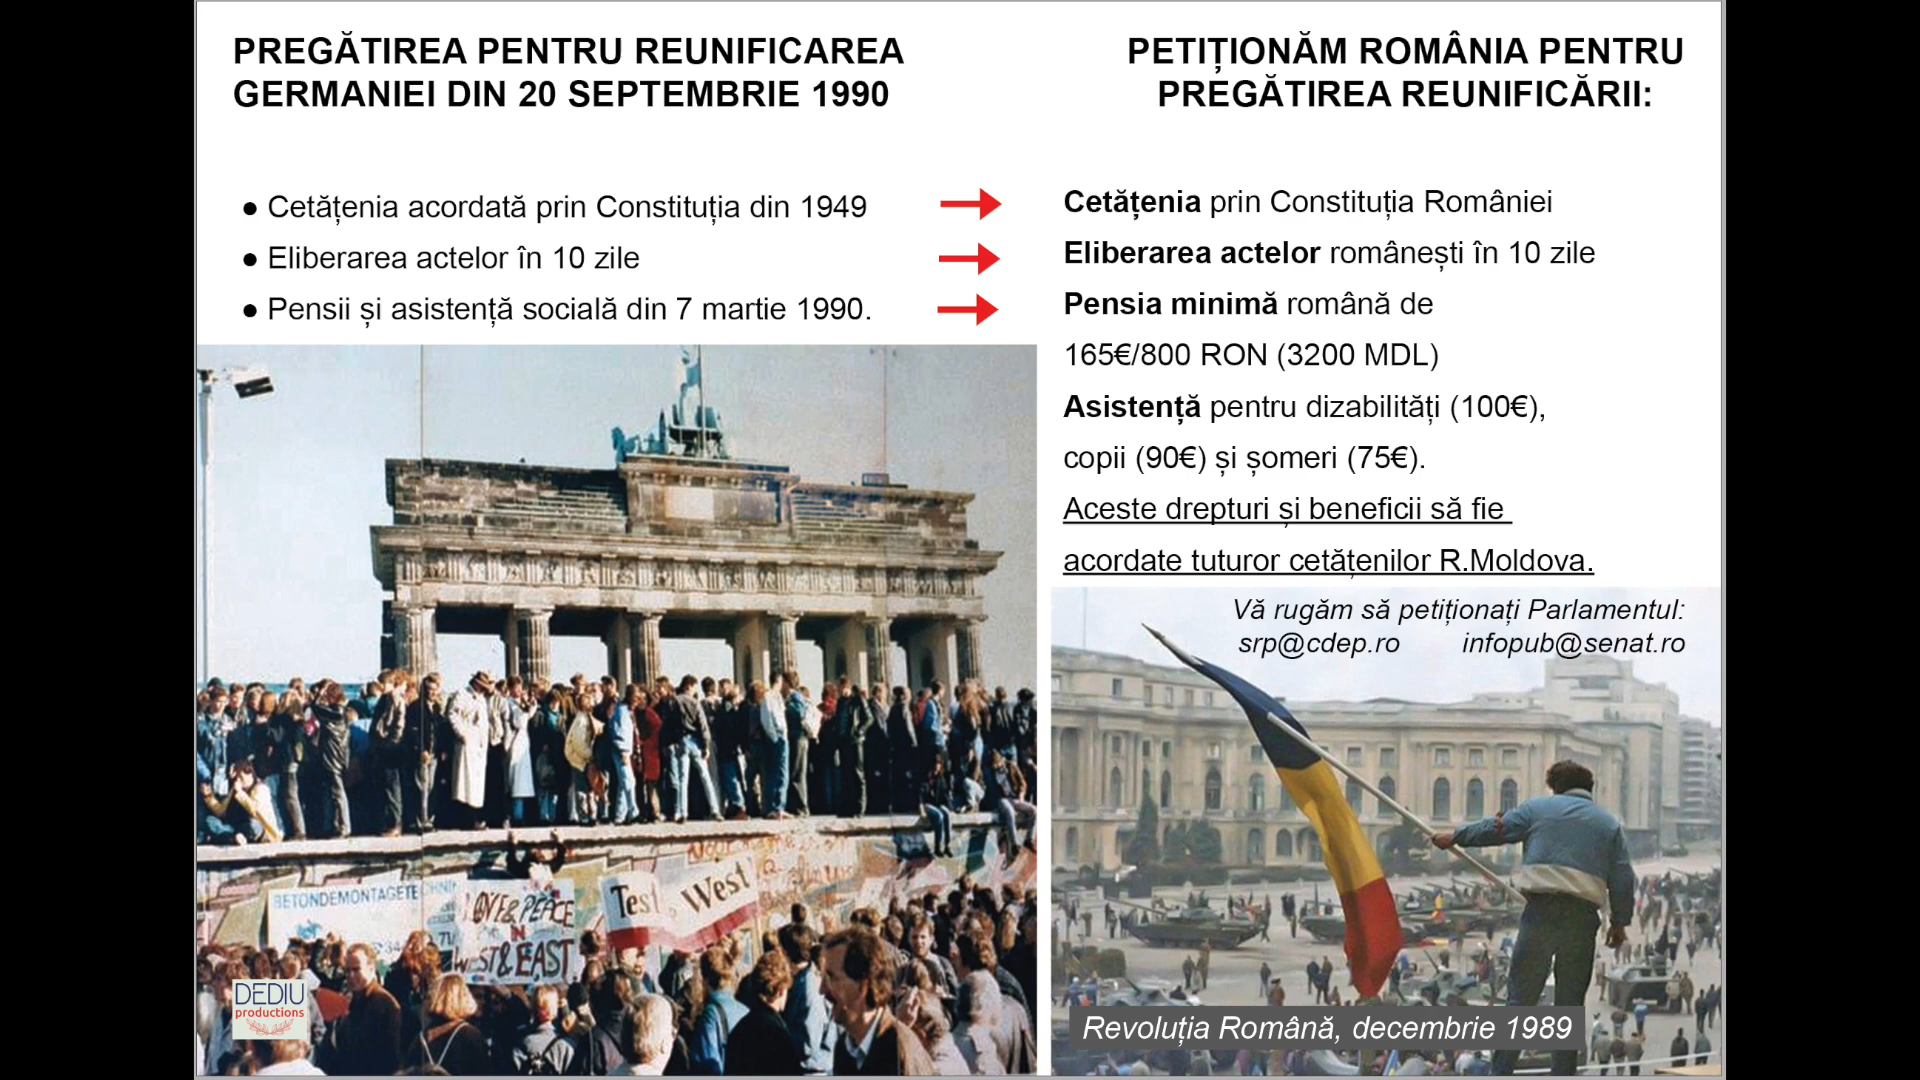 PREGĂTIREA PENTRU REUNIFICAREA
GERMANIEI DIN 20 SEPTEMBRIE 1990
● Cetățenia acordată prin Constituția din 1949
● Eliberarea actelor în 10 zile
● Pensii și asistență socială din 7 martie 1990.
PETIȚIONĂM ROMÂNIA PENTRU
PREGĂTIREA REUNIFICĂRII:
Cetățenia prin Constituția României
Eliberarea actelor românești în 10 zile
Pensia minimă română de
165€/800 RON (3200 MDL)
Asistență pentru dizabilități (100€),
copii (90€) și șomeri (75€).
Aceste drepturi și beneficii să fie
acordate tuturor cetățenilor R.Moldova.
Vă rugăm să petiționați Parlamentul:
srp@cdep.ro infopub@senat.ro
BETONDEMONTAGETECHNIK
LOVE & PEACE
IN
WEST & EAST
Test West
DEDIU
productions
Revoluția Română, decembrie 1989